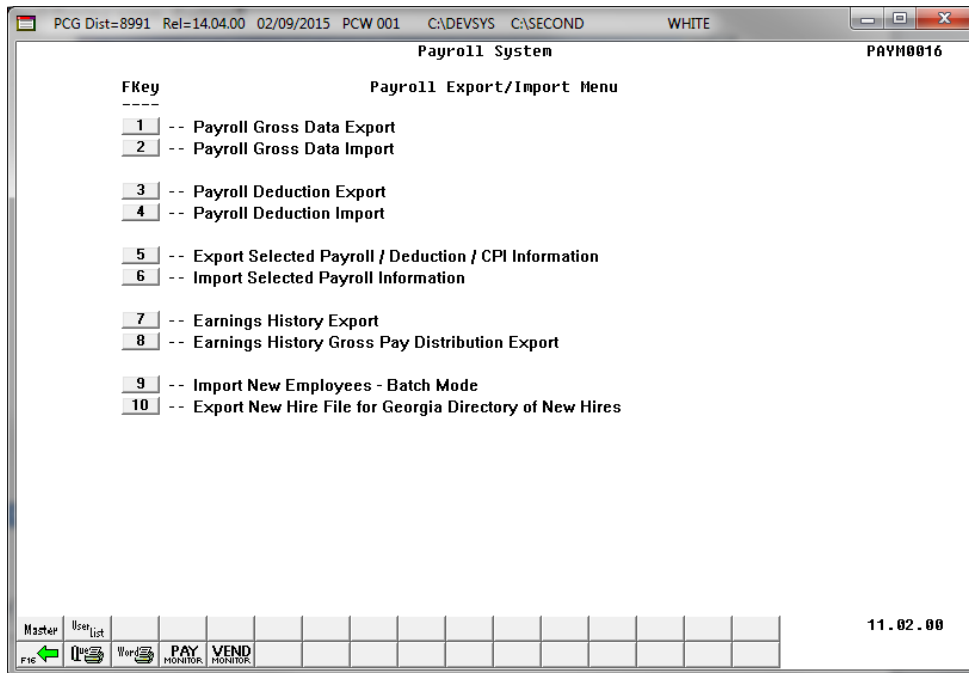 PCG Dist=8991 Rel=14.04.00 02/09/2015 PCW 001 C:\DEVSYS C:\SECOND WHITE
Payroll System PAYM0016
FKey Payroll Export/Import Menu
----
1 -- Payroll Gross Data Export
2 -- Payroll Gross Data Import
3 -- Payroll Deduction Export
4 -- Payroll Deduction Import
5 -- Export Selected Payroll / Deduction / CPI Information
6 -- Import Selected Payroll Information
7 -- Earnings History Export
8 -- Earnings History Gross Pay Distribution Export
9 -- Import New Employees - Batch Mode
10 -- Export New Hire File for Georgia Directory of New Hires
Master User List 11.02.00
F16 Que Word PAY MONITOR VEND MONITOR